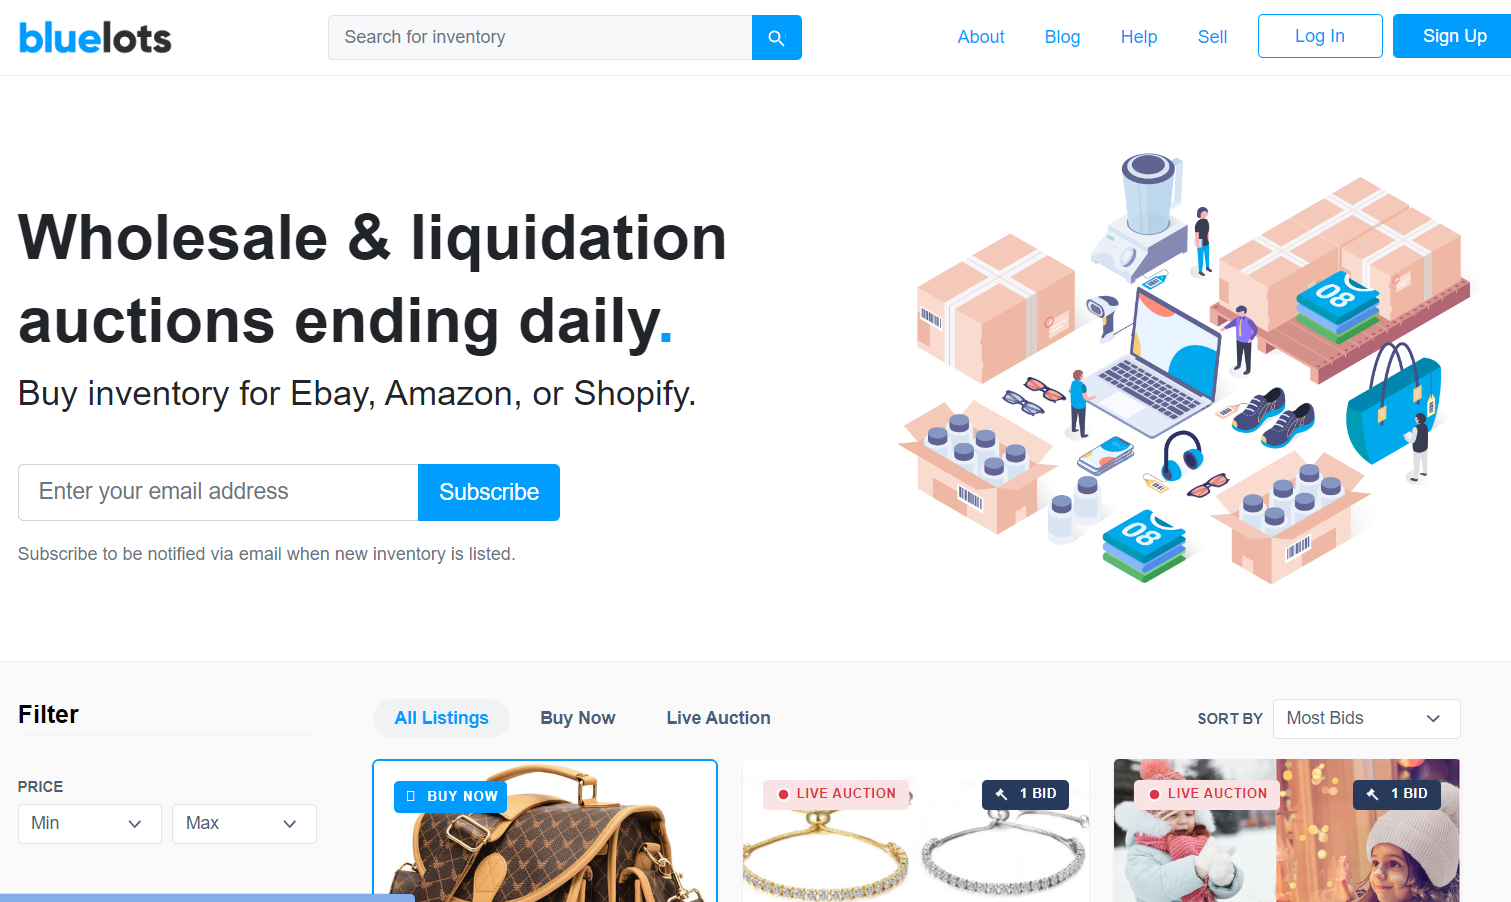 bluelots
Search for inventory
About
Blog
Help
Sell
Log In
Sign Up
Wholesale & liquidation
auctions ending daily.
Buy inventory for Ebay, Amazon, or Shopify.
Enter your email address
Subscribe
Subscribe to be notified via email when new inventory is listed.
08
08
Filter
All Listings
Buy Now
Live Auction
SORT BY
Most Bids
PRICE
Min
Max
BUY NOW
LIVE AUCTION
1 BID
LIVE AUCTION
1 BID